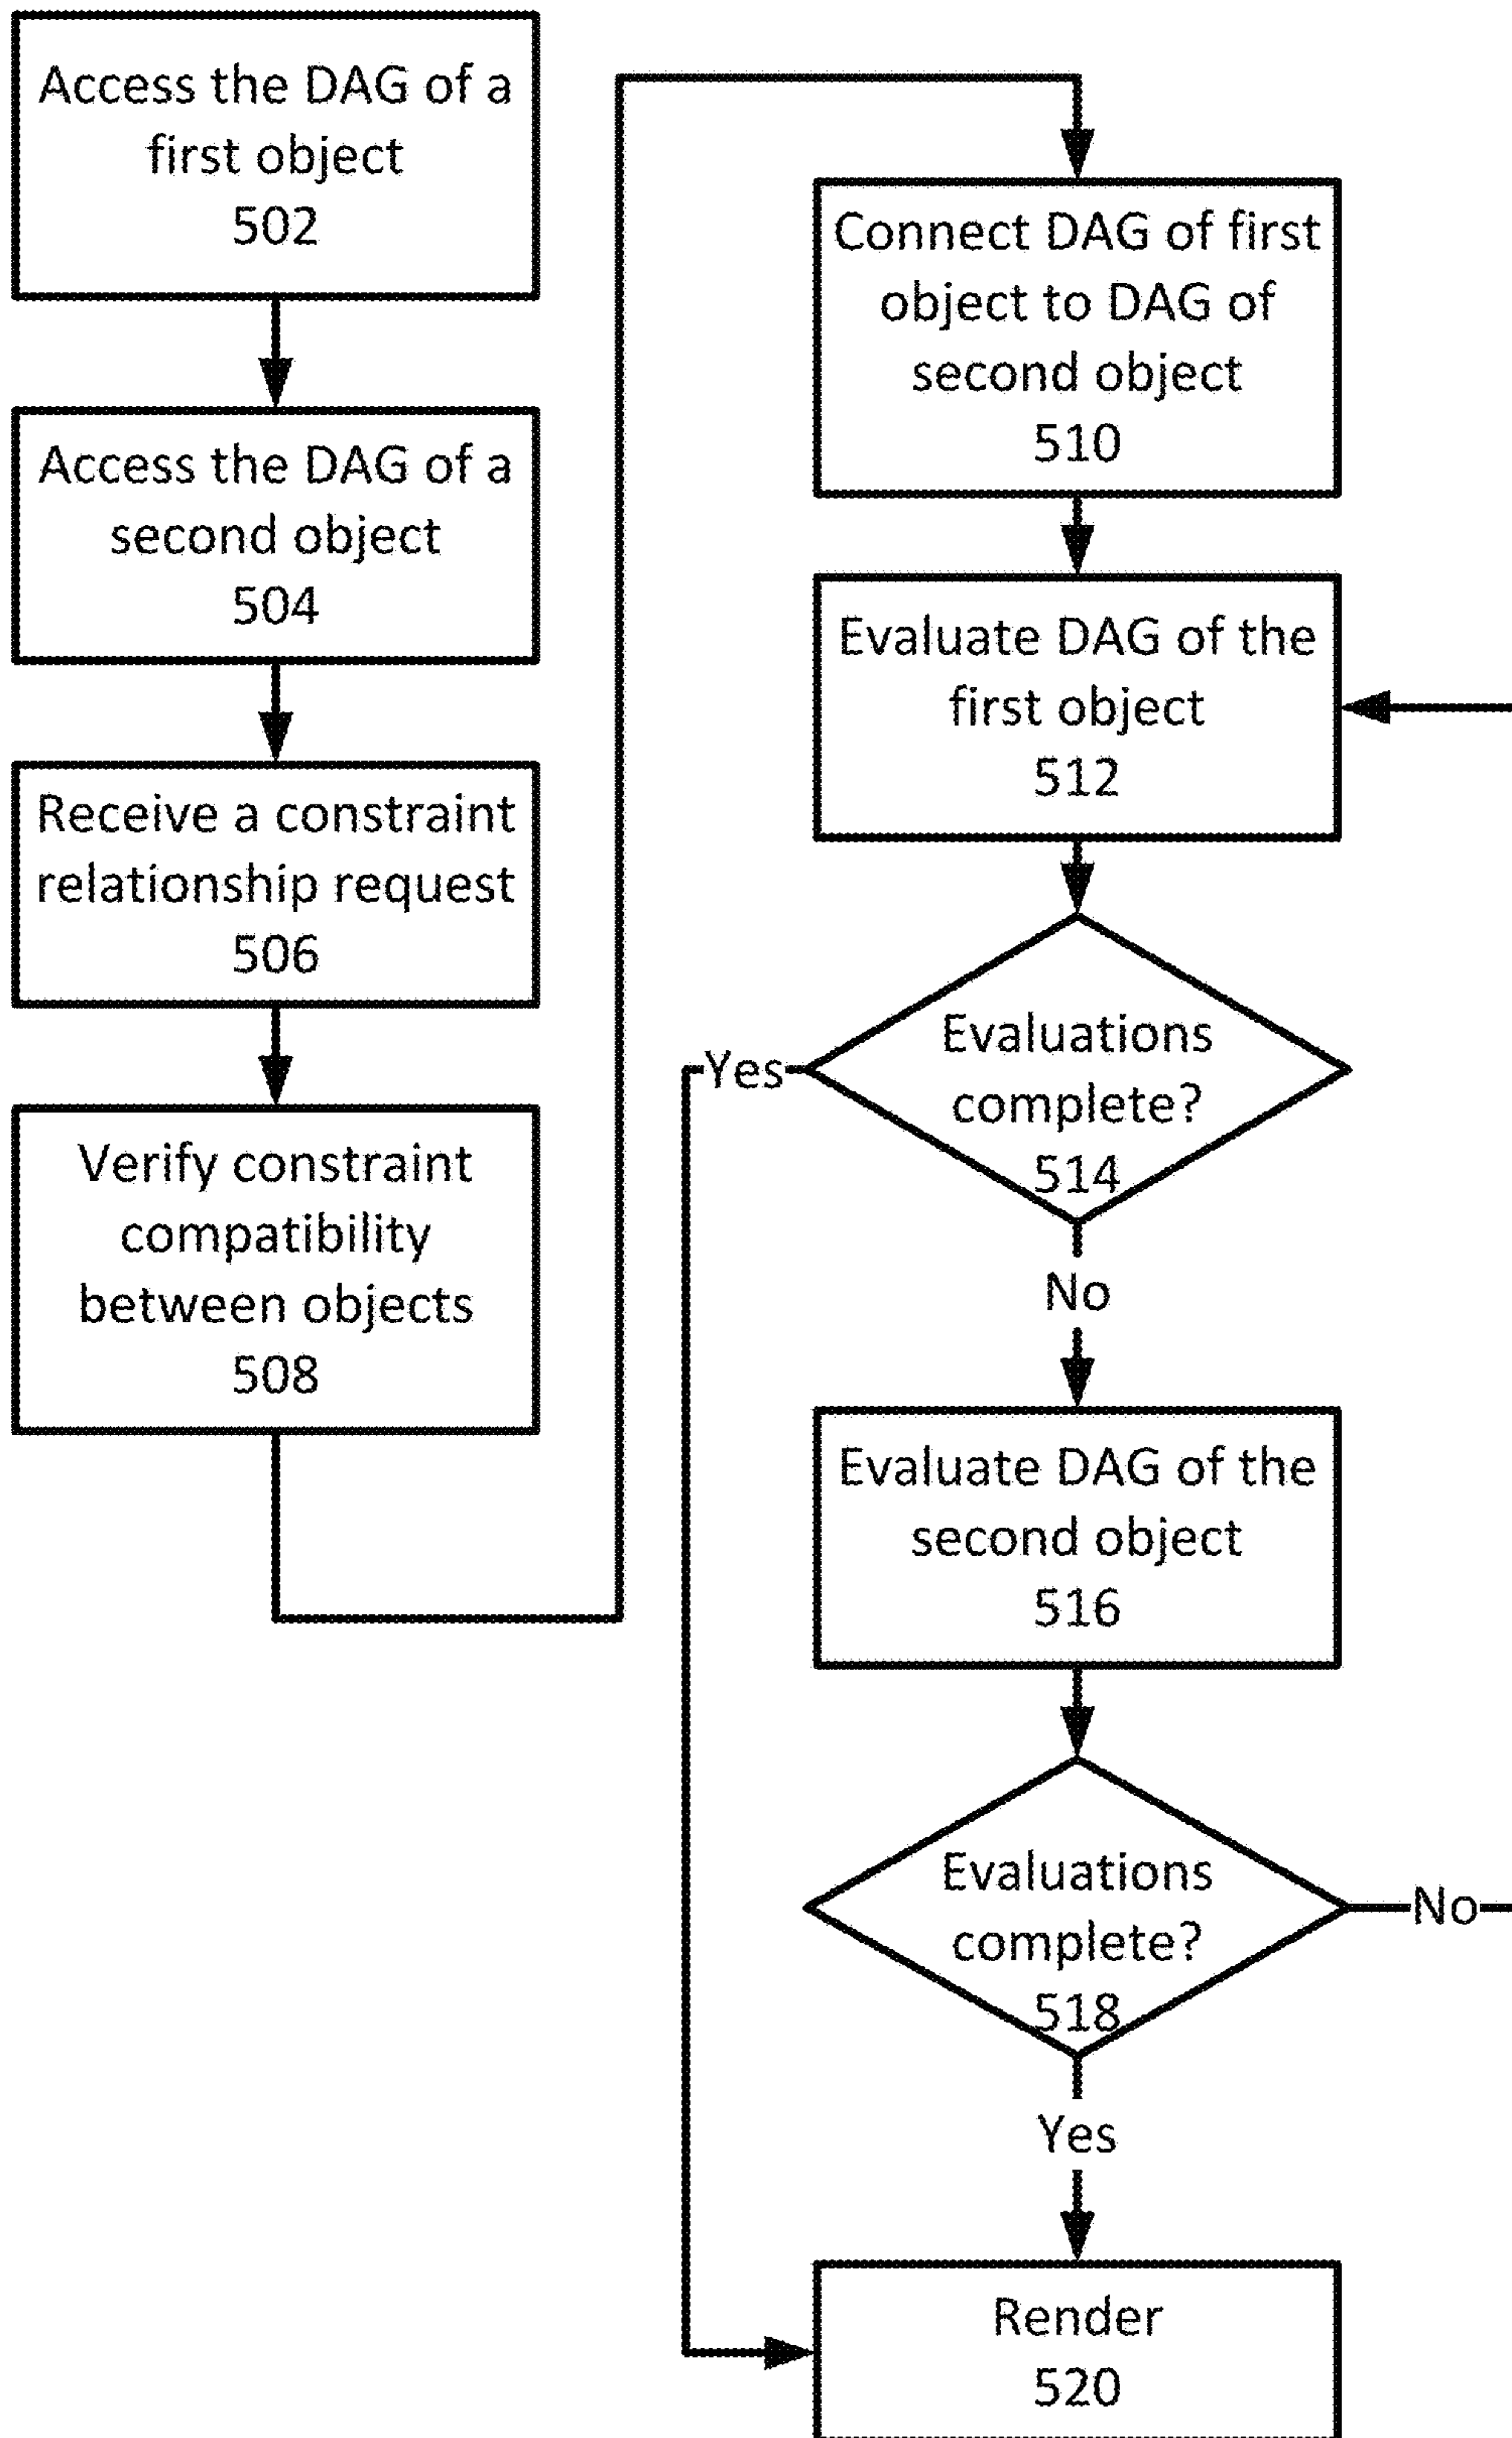 Access the DAG of a
first object
502
Access the DAG of a
second object
504
Receive a constraint
relationship request
506
Verify constraint
compatibility
between objects
508
Connect DAG of first
object to DAG of
second object
510
Evaluate DAG of the
first object
512
Evaluations
complete?
514
Yes
No
Evaluate DAG of the
second object
516
Evaluations
complete?
518
No
Yes
Render
520